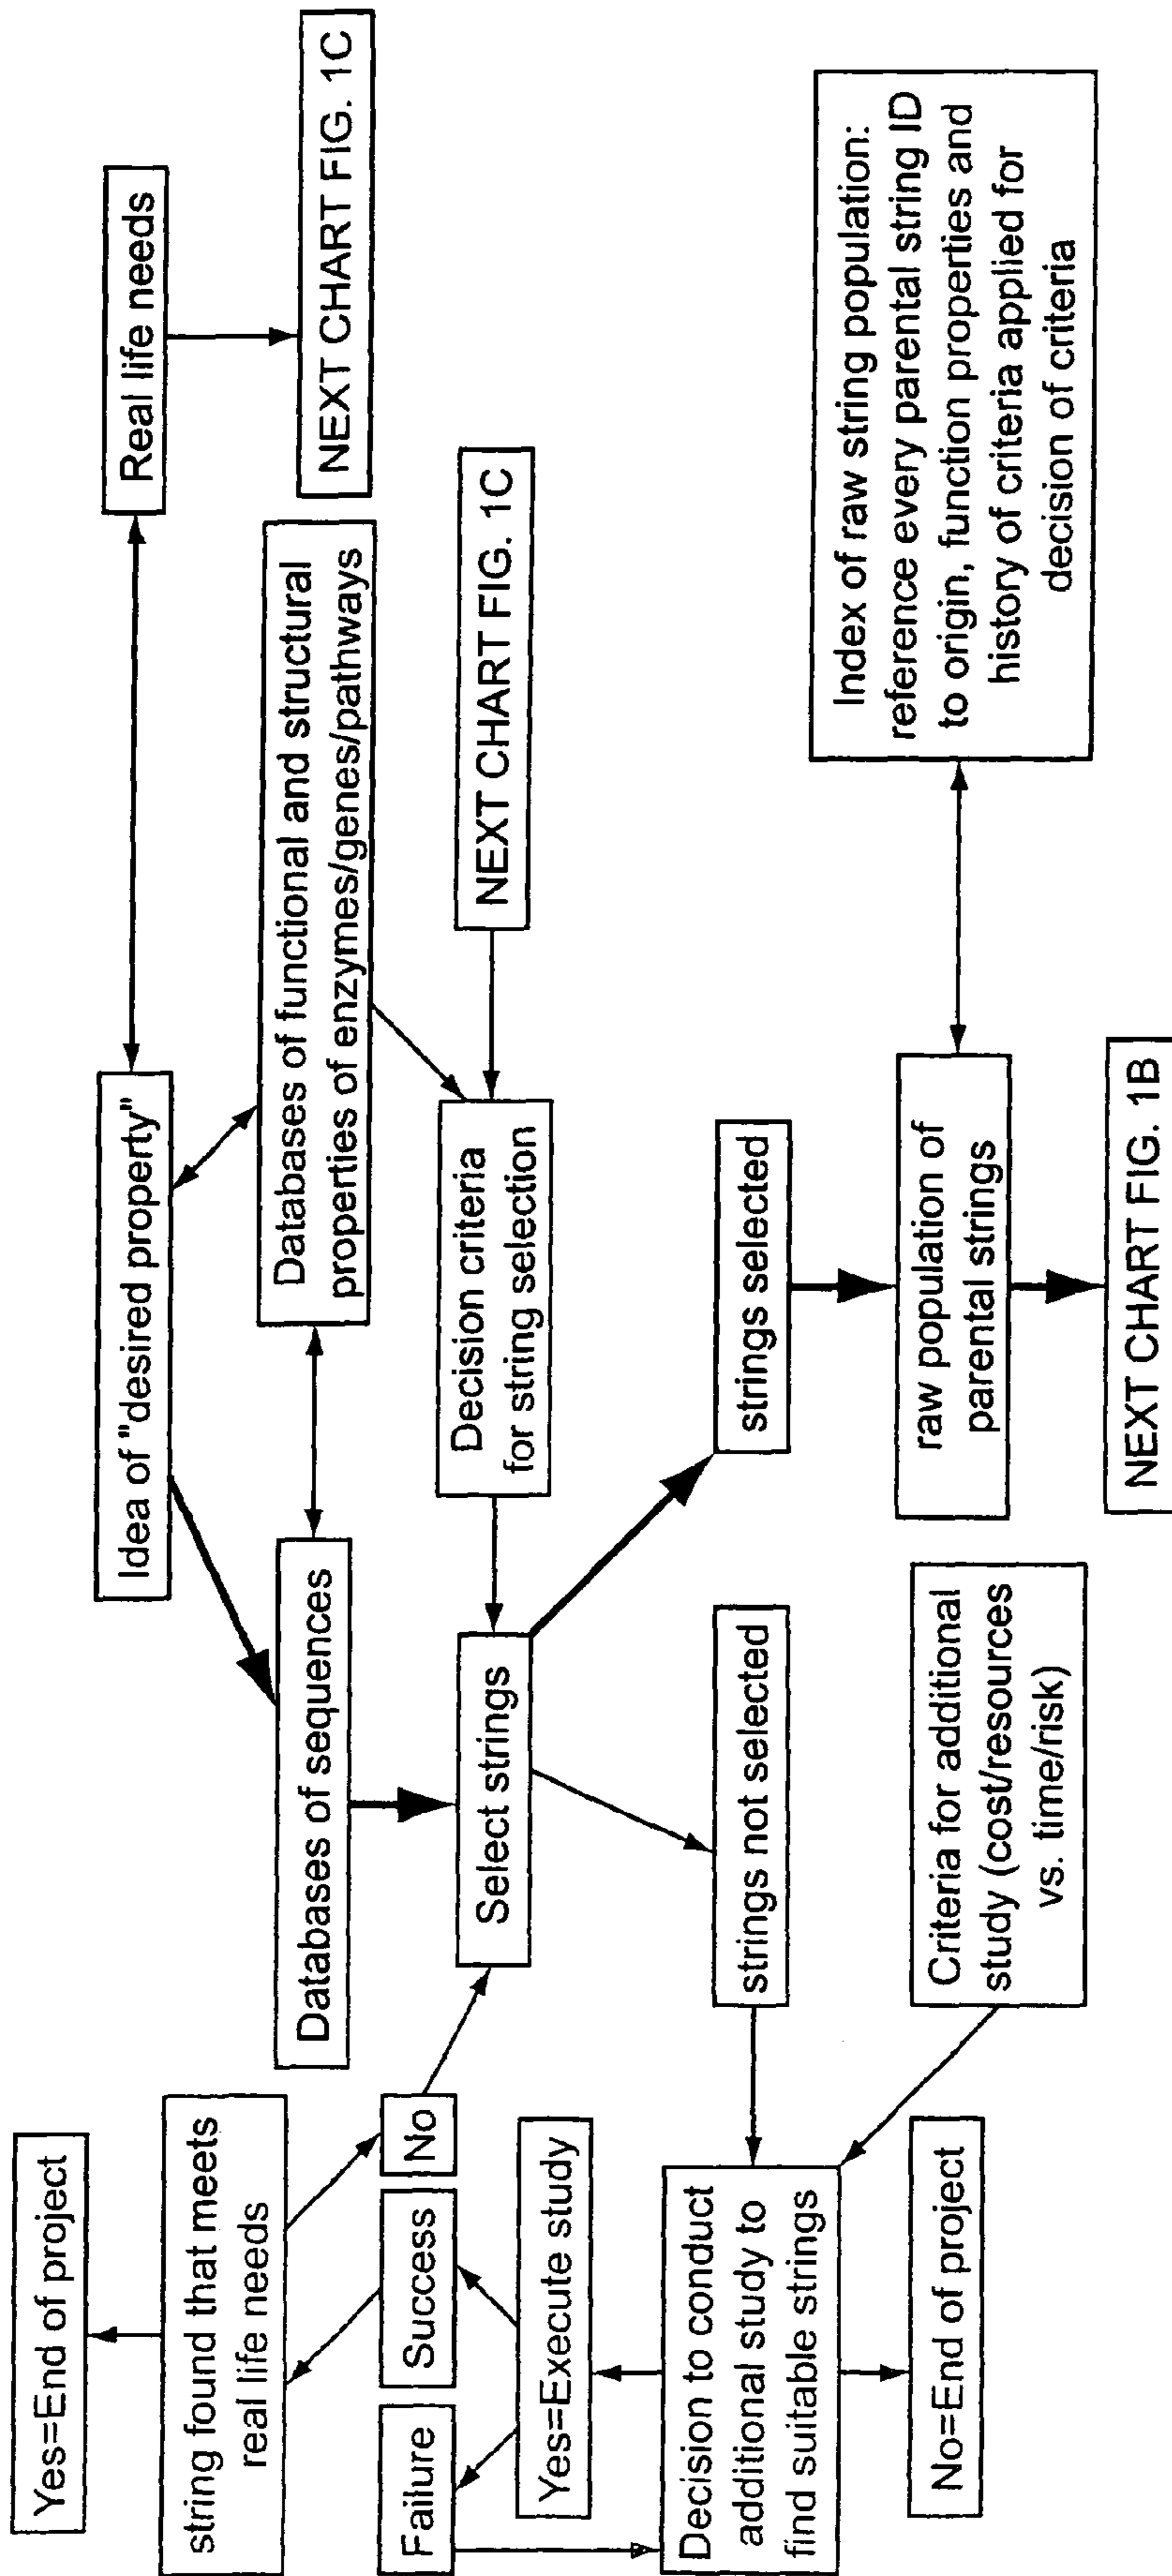 Yes=End of project
string found that meets
real life needs
Failure
Success
No
Yes=Execute study
Decision to conduct
additional study to
find suitable strings
No=End of project
Idea of "desired property"
Real life needs
NEXT CHART FIG. 1C
Databases of sequences
Databases of functional and structural
properties of enzymes/genes/pathways
Select strings
Decision criteria
for string selection
NEXT CHART FIG. 1C
strings not selected
strings selected
Criteria for additional
study (cost/resources
vs. time/risk)
raw population of
parental strings
Index of raw string population:
reference every parental string ID
to origin, function properties and
history of criteria applied for
decision of criteria
NEXT CHART FIG. 1B